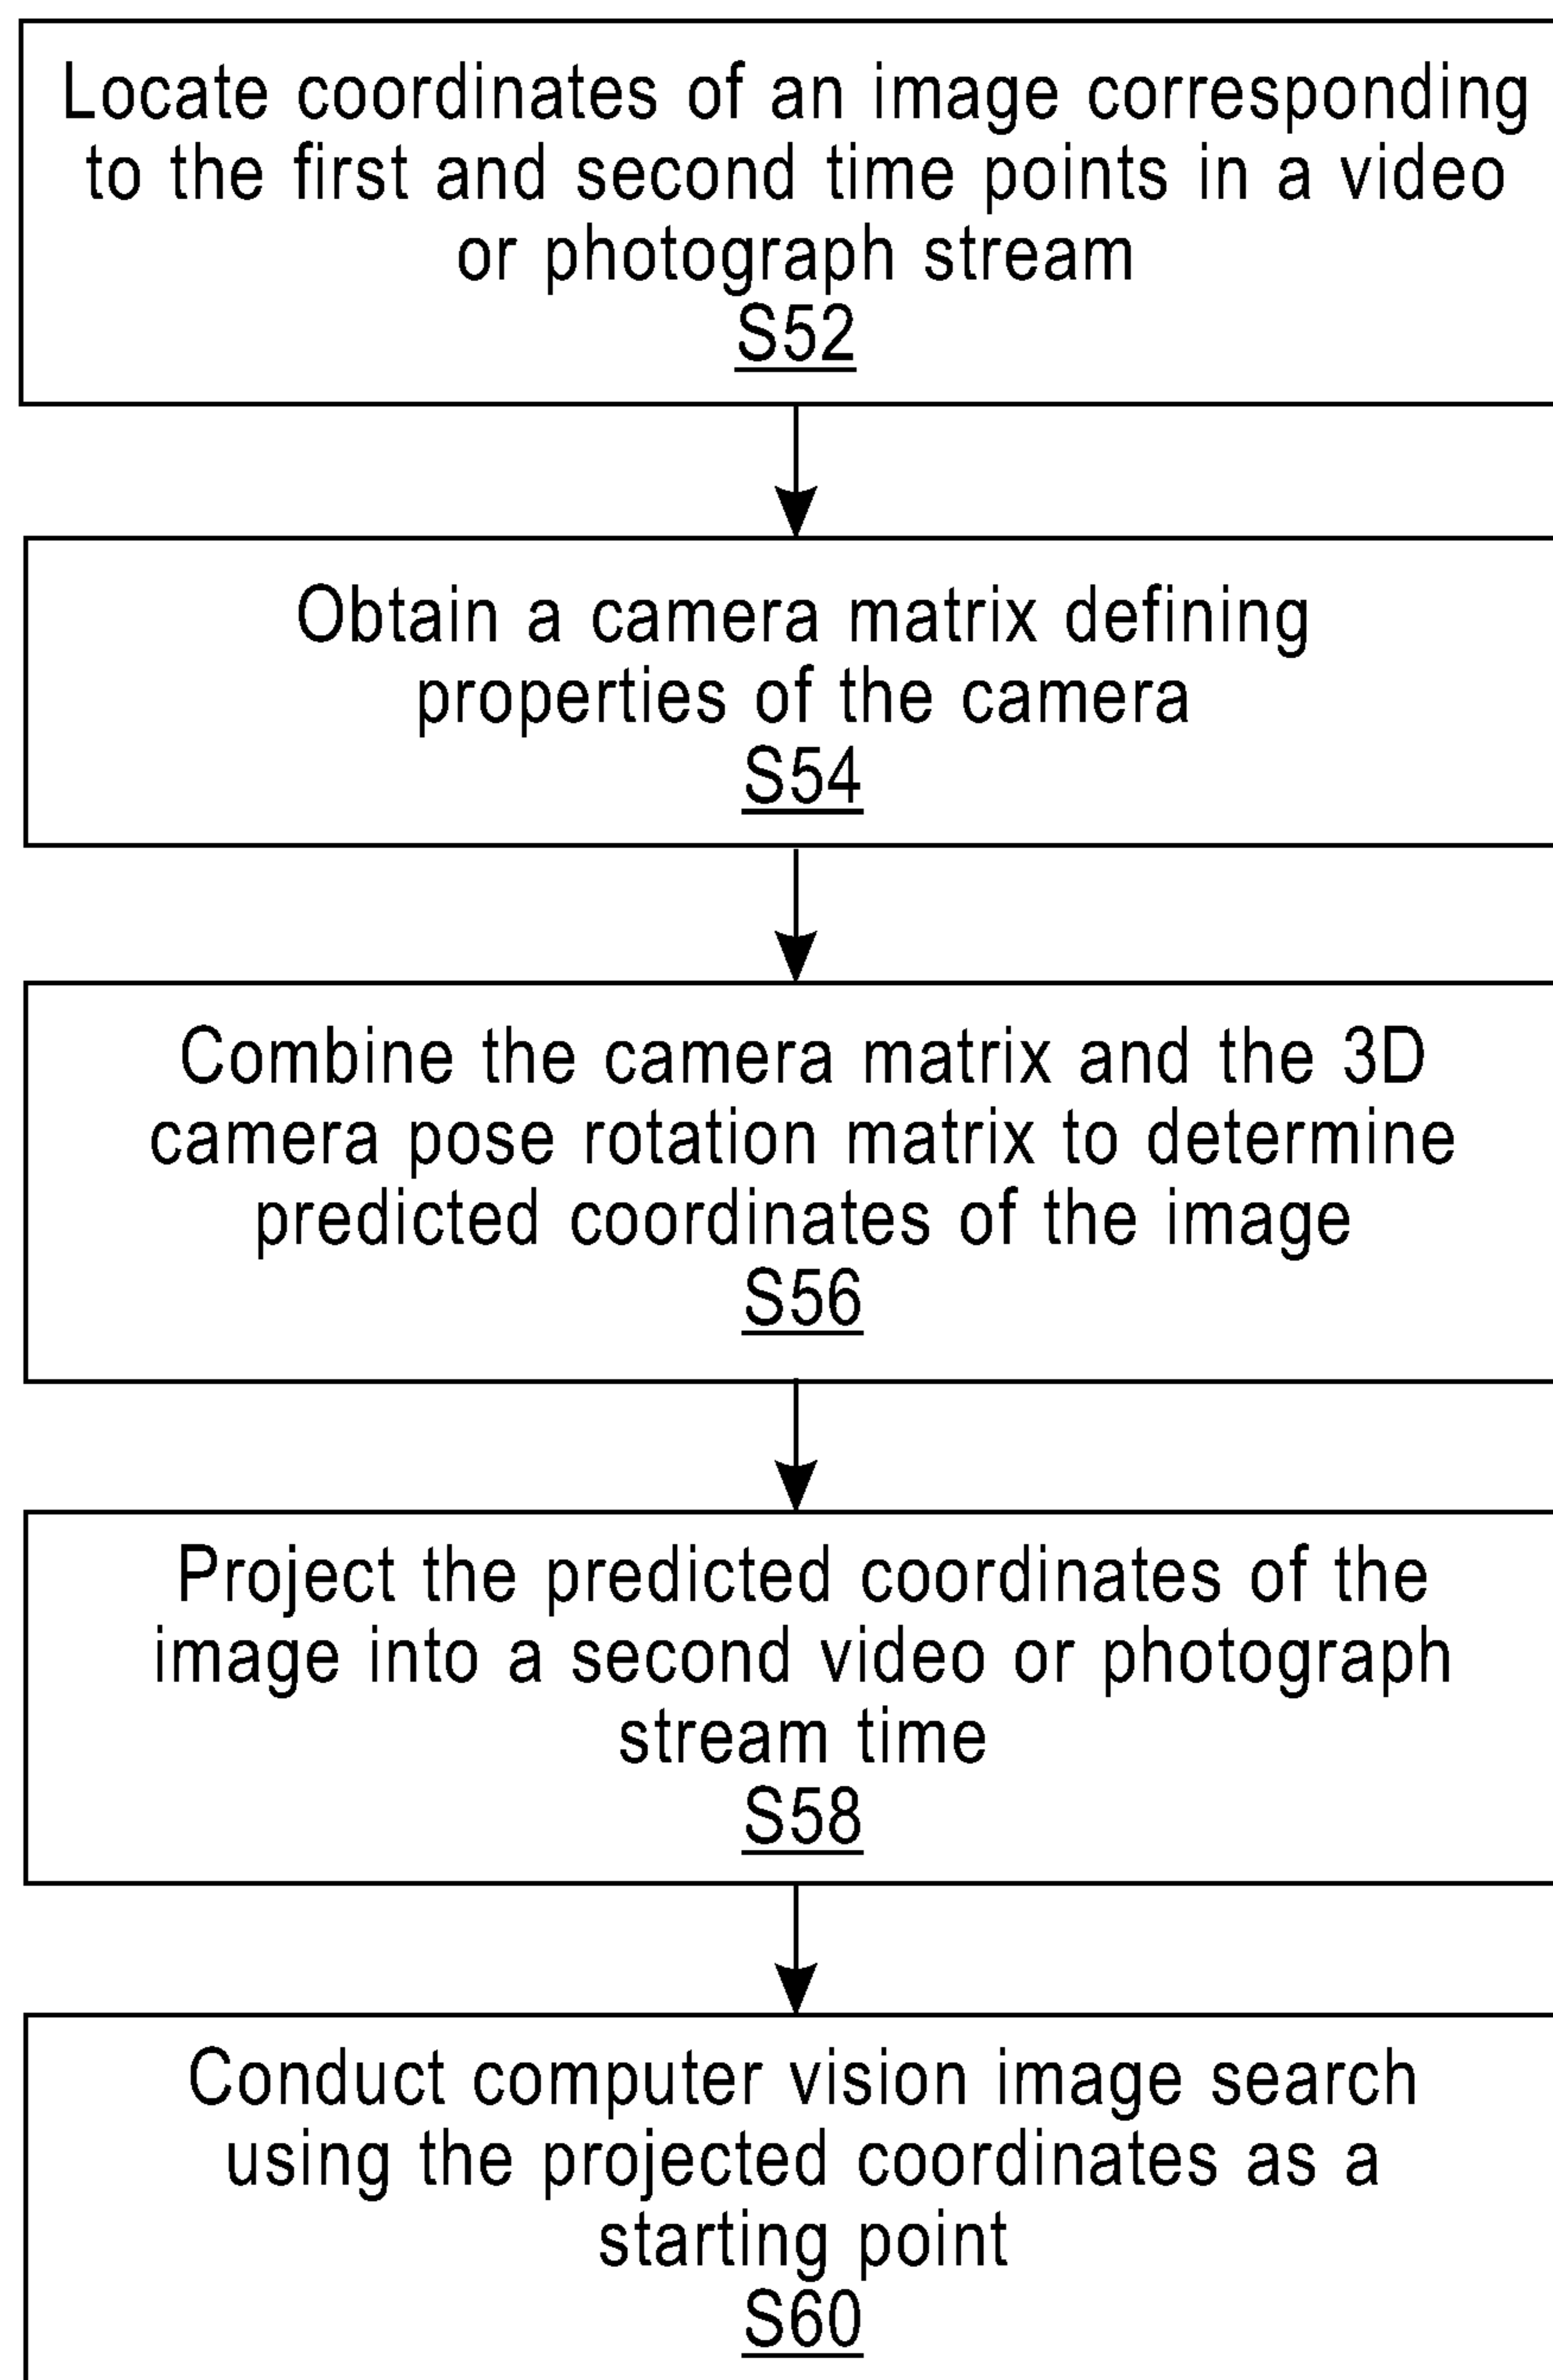 Locate coordinates of an image corresponding
to the first and second time points in a video
or photograph stream
S52
Obtain a camera matrix defining
properties of the camera
S54
Combine the camera matrix and the 3D
camera pose rotation matrix to determine
predicted coordinates of the image
S56
Project the predicted coordinates of the
image into a second video or photograph
stream time
S58
Conduct computer vision image search
using the projected coordinates as a
starting point
S60